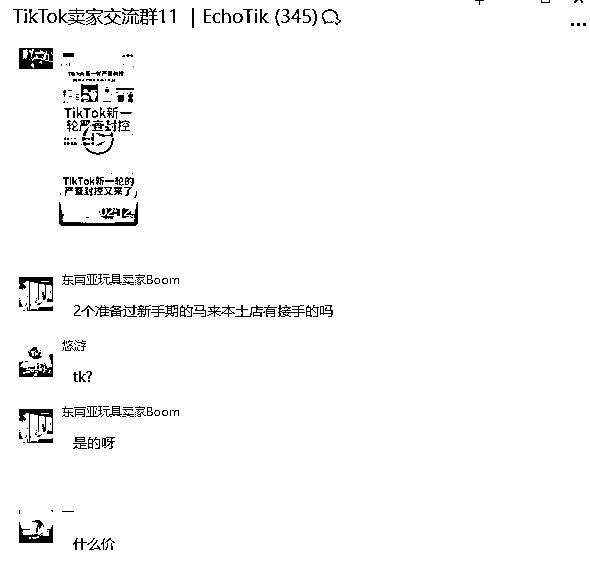 TikTok卖家交流群11 | EchoTik (345)
TikTok新一
轮严查封控
TikTok新一轮的
严查封控又来了
东南亚玩具卖家Boom
2个准备过新手期的马来本土店有接手的吗
悠游
tk?
东南亚玩具卖家Boom
是的呀
什么价